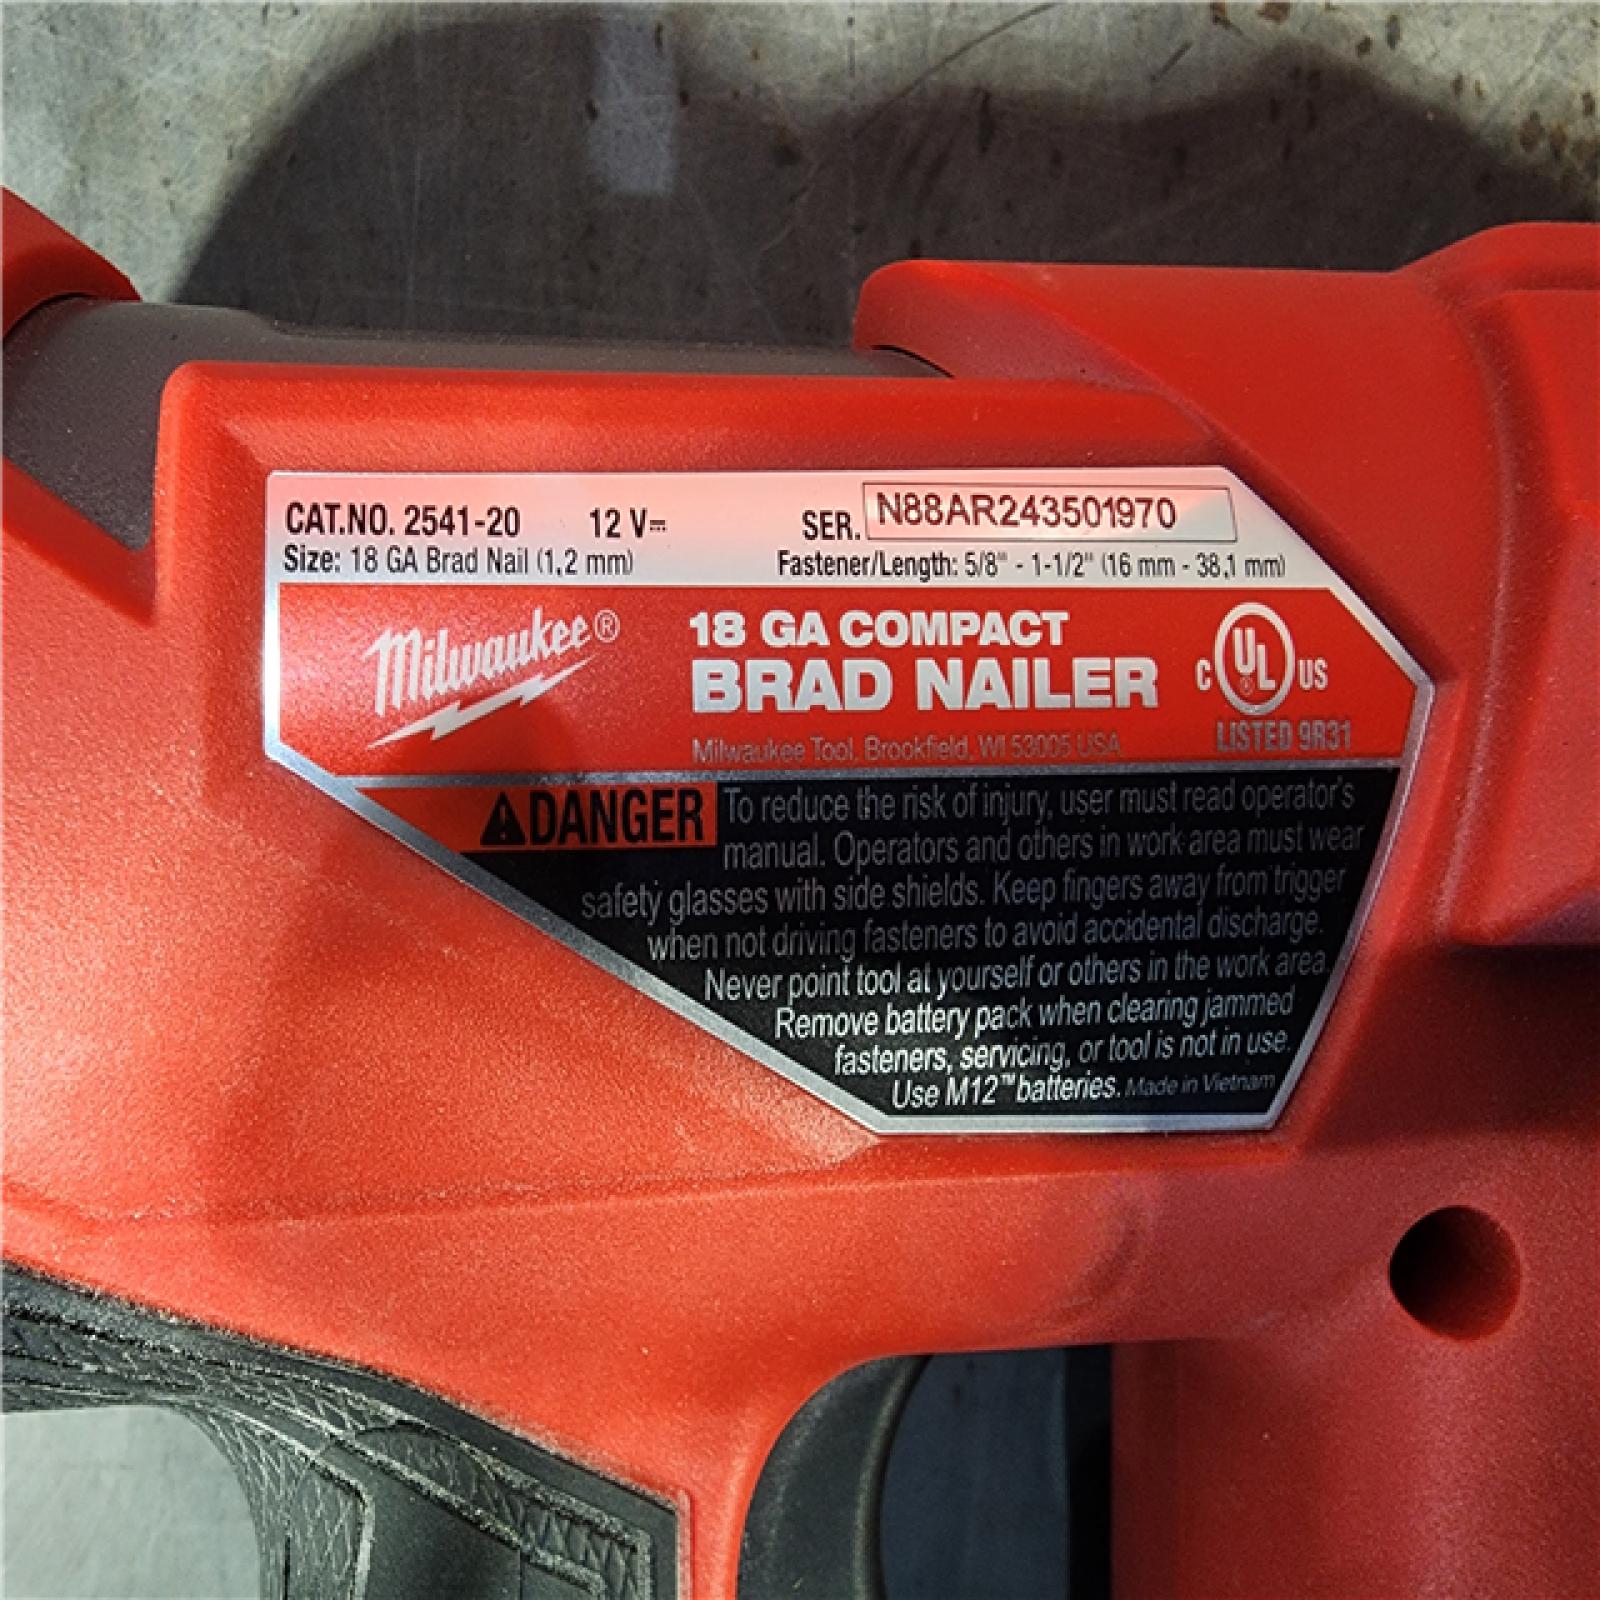 CAT.NO. 2541-20 12 V⎓ SER. N88AR243501970
Size: 18 GA Brad Nail (1,2 mm) Fastener/Length: 5/8" - 1-1/2" (16 mm - 38,1 mm)
Milwaukee®
18 GA COMPACT
BRAD NAILER
C UL® US
LISTED 9R31
Milwaukee Tool, Brookfield, WI 53005 USA
⚠DANGER To reduce the risk of injury, user must read operator's
manual. Operators and others in work area must wear
safety glasses with side shields. Keep fingers away from trigger
when not driving fasteners to avoid accidental discharge.
Never point tool at yourself or others in the work area.
Remove battery pack when clearing jammed
fasteners, servicing, or tool is not in use.
Use M12™ batteries. Made in Vietnam